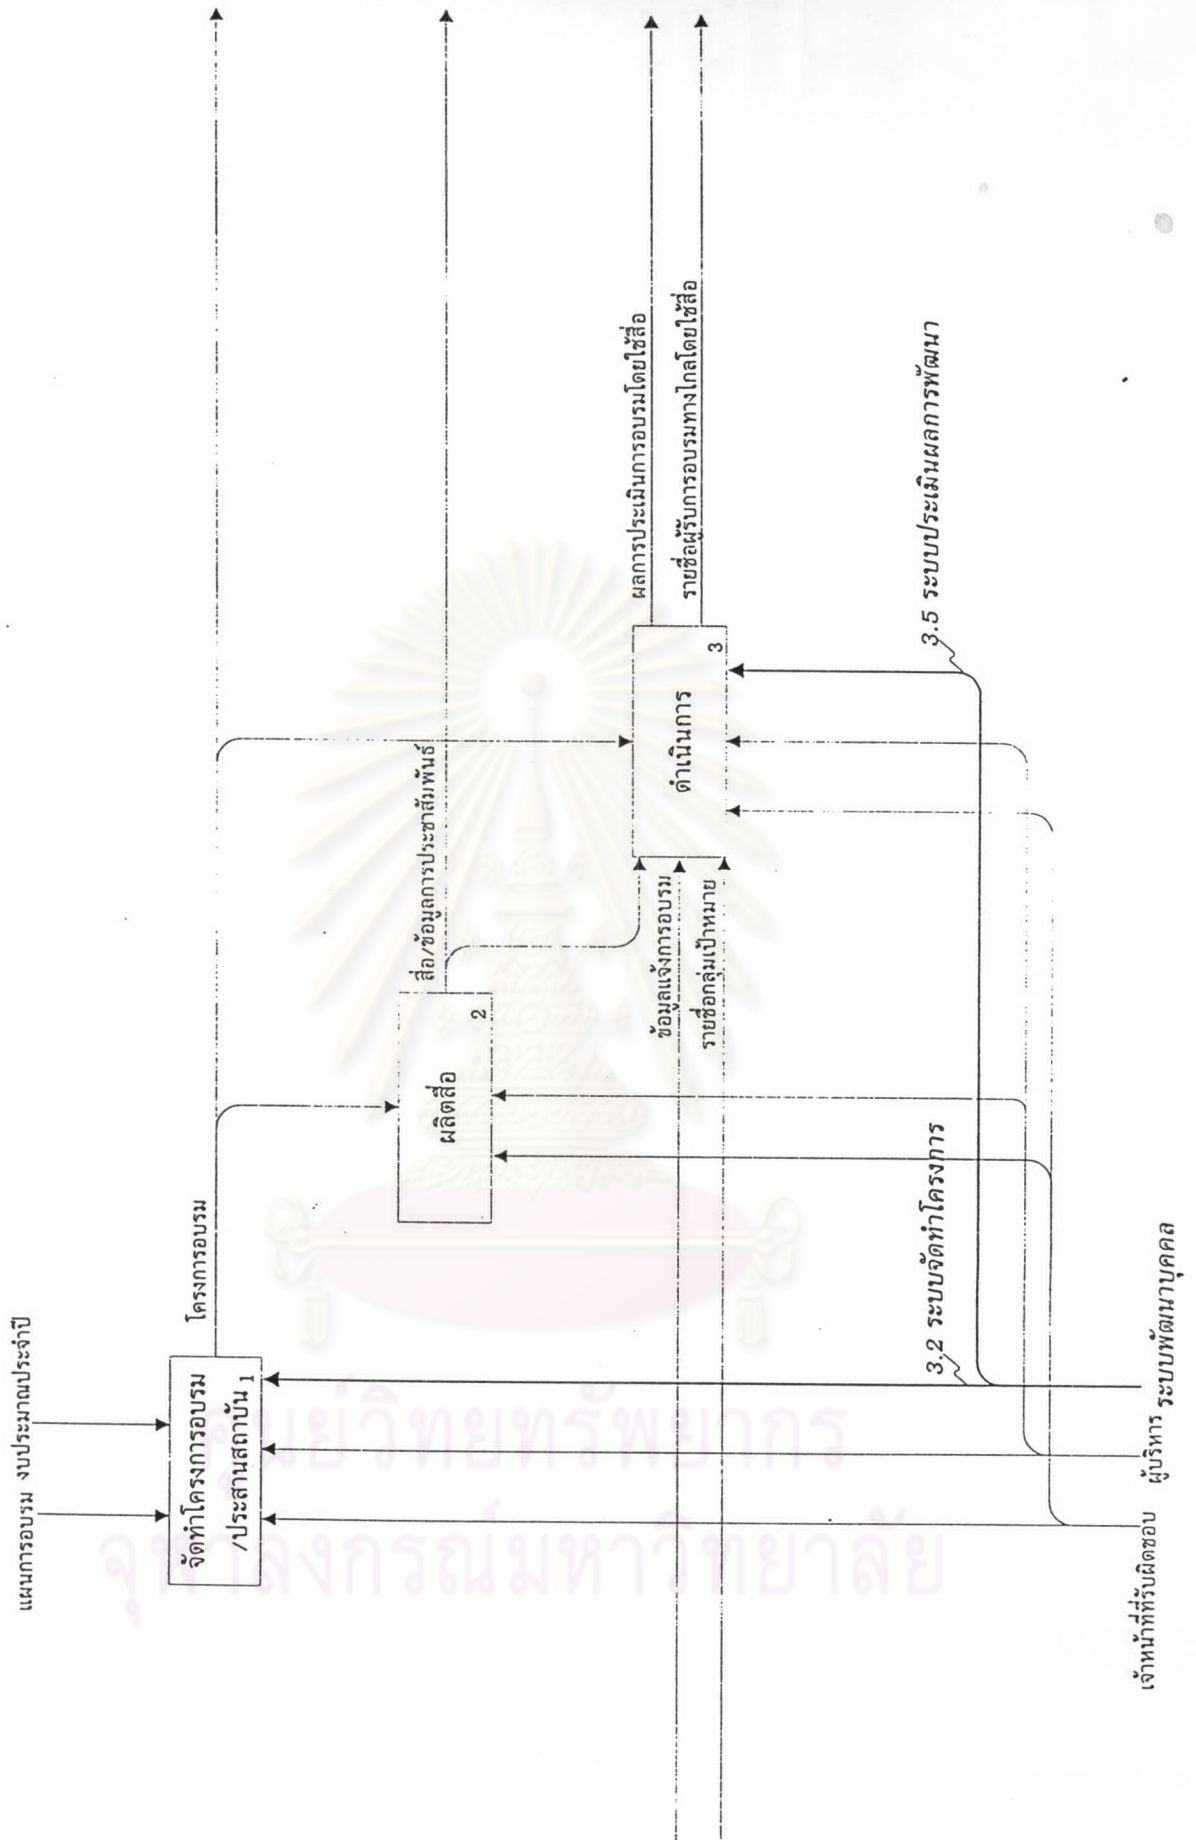 แผนการอบรม งบประมาณประจำปี
จัดทำโครงการอบรม
/ประสานสถาบัน 1
โครงการอบรม
ผลิตสื่อ
2
สื่อ/ข้อมูลการประชาสัมพันธ์
ข้อมูลแจ้งการอบรม
รายชื่อกลุ่มเป้าหมาย
ดำเนินการ
3
ผลการประเมินการอบรมโดยใช้สื่อ
รายชื่อผู้รับการอบรมทางไกลโดยใช้สื่อ
3.2 ระบบจัดทำโครงการ
3.5 ระบบประเมินผลการพัฒนา
เจ้าหน้าที่ที่รับผิดชอบ
ผู้บริหาร
ระบบพัฒนาบุคคล
ศูนย์วิทยทรัพยากร
จุฬาลงกรณ์มหาวิทยาลัย